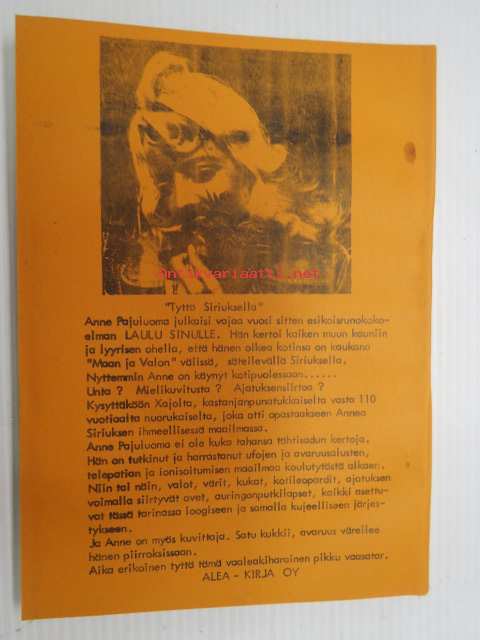 Antikvariaatti.net
"Tyttö Siriuksella"
Anne Pajuluoma julkaisi vajaa vuosi sitten esikoisrunokoko-
elman LAULU SINULLE. Hän kertoi kaiken muun kauniin
ja lyyrisen ohella, että hänen oikea kotinsa on kaukana
"Maan ja Valon" välissä, säteilevällä Siriuksella.
Nyttemmin Anne on käynyt kotipuolessaan......
Unta ? Mielikuvitusta ? Ajatuksensiirtoa ?
Kysyttäköön Xajolta, kastanjanpunatukkaiselta vasta 110
vuotiaalta nuorukaiselta, joka otti opastaakseen Annea
Siriuksen ihmeellisessä maailmassa.
Anne Pajuluoma ei ole kuka tahansa tähtisadun kertoja.
Hän on tutkinut ja harrastanut ufojen ja avaruusalusten,
telepatian ja ionisoitumisen maailmaa koulutytöstä alkaen.
Niin tai näin, valot, värit, kukat, kotileopardit, ajatuksen
voimalla siirtyvät ovet, auringonputkilapset, kaikki asettu-
vat tässä tarinassa loogiseen ja samalla kujeelliseen järjes-
tykseen.
Ja Anne on myös kuvittaja. Satu kukkii, avaruus väreilee
hänen piirroksissaan.
Aika erikoinen tyttö tämä vaaleakiharainen pikku vaasatar.
ALEA - KIRJA OY